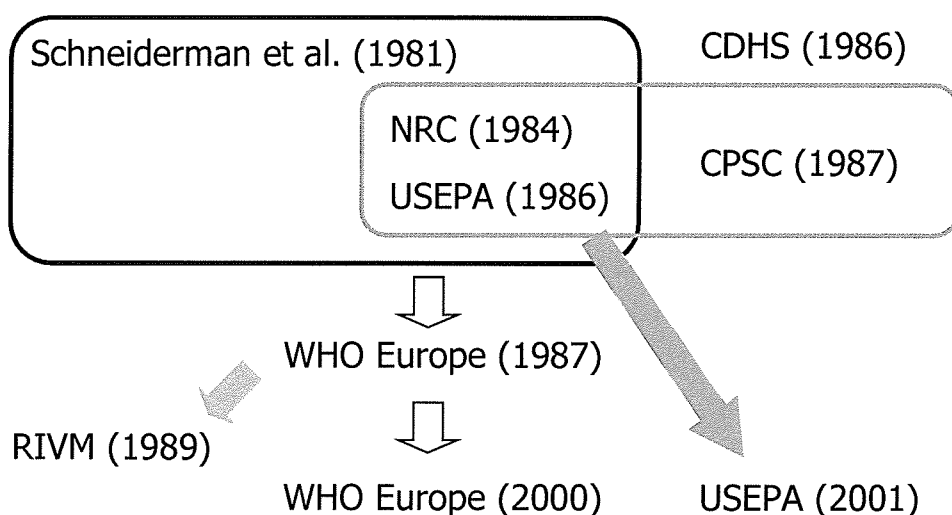 Schneiderman et al. (1981)
CDHS (1986)
NRC (1984)
CPSC (1987)
USEPA (1986)
WHO Europe (1987)
RIVM (1989)
WHO Europe (2000)
USEPA (2001)